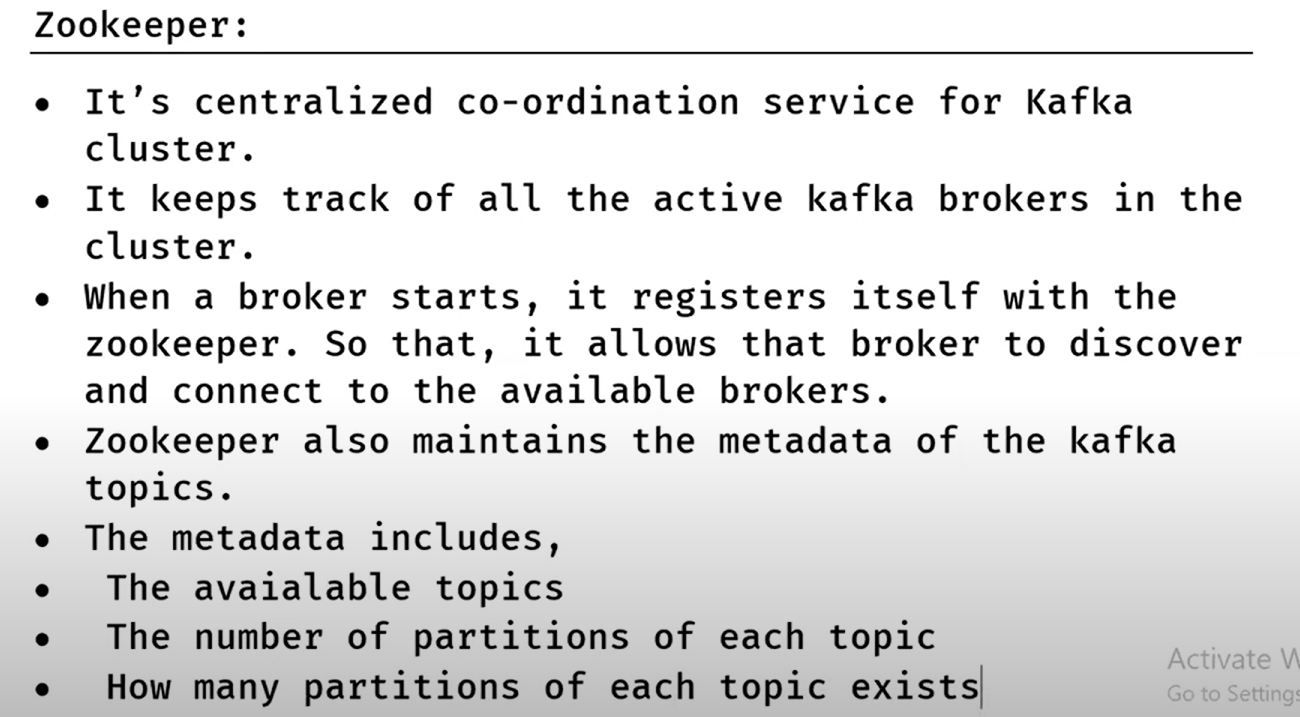 Zookeeper:
• It’s centralized co-ordination service for Kafka
cluster.
• It keeps track of all the active kafka brokers in the
cluster.
• When a broker starts, it registers itself with the
zookeeper. So that, it allows that broker to discover
and connect to the available brokers.
• Zookeeper also maintains the metadata of the kafka
topics.
• The metadata includes,
• The avaialable topics
• The number of partitions of each topic
• How many partitions of each topic exists
Activate W
Go to Settings